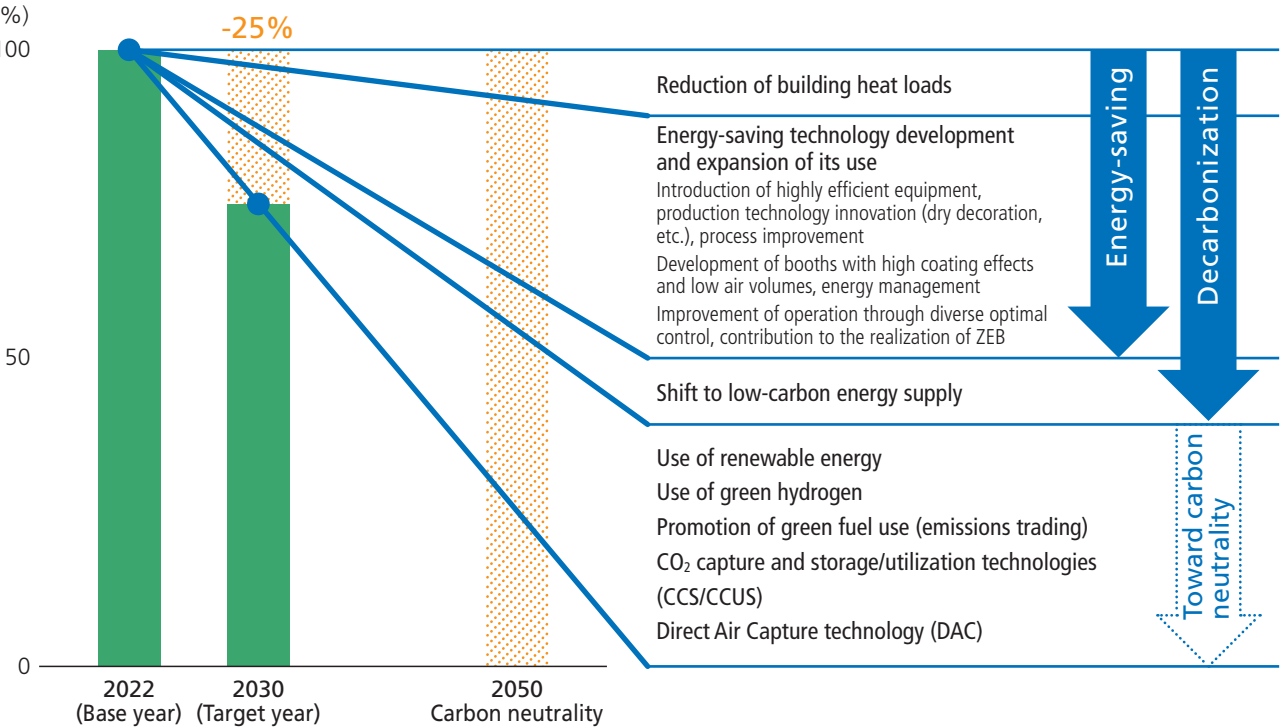 %)
100
50
0
-25%
2022
(Base year)
2030
(Target year)
2050
Carbon neutrality
Reduction of building heat loads
Energy-saving technology development
and expansion of its use
Introduction of highly efficient equipment,
production technology innovation (dry decoration,
etc.), process improvement
Development of booths with high coating effects
and low air volumes, energy management
Improvement of operation through diverse optimal
control, contribution to the realization of ZEB
Shift to low-carbon energy supply
Use of renewable energy
Use of green hydrogen
Promotion of green fuel use (emissions trading)
CO₂ capture and storage/utilization technologies
(CCS/CCUS)
Direct Air Capture technology (DAC)
Energy-saving
Decarbonization
Toward carbon
neutrality